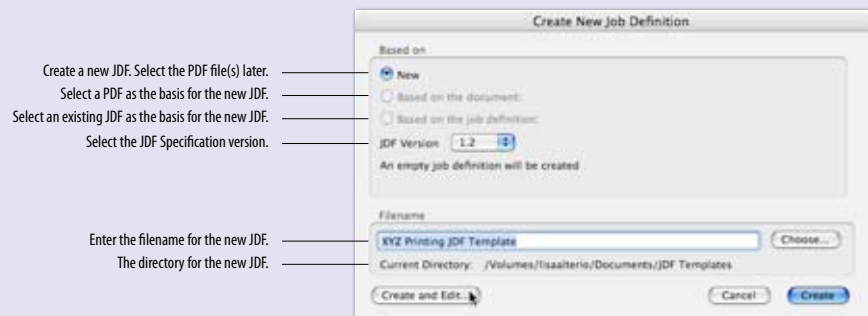 Create New Job Definition
Based on
Create a new JDF. Select the PDF file(s) later.
New
Select a PDF as the basis for the new JDF.
Based on the document:
Select an existing JDF as the basis for the new JDF.
Based on the job definition:
Select the JDF Specification version.
JDF Version 1.2
An empty job definition will be created
Filename
Enter the filename for the new JDF.
XYZ Printing JDF Template
Choose...
The directory for the new JDF.
Current Directory: /Volumes/lisaalterio/Documents/JDF Templates
Create and Edit...
Cancel
Create